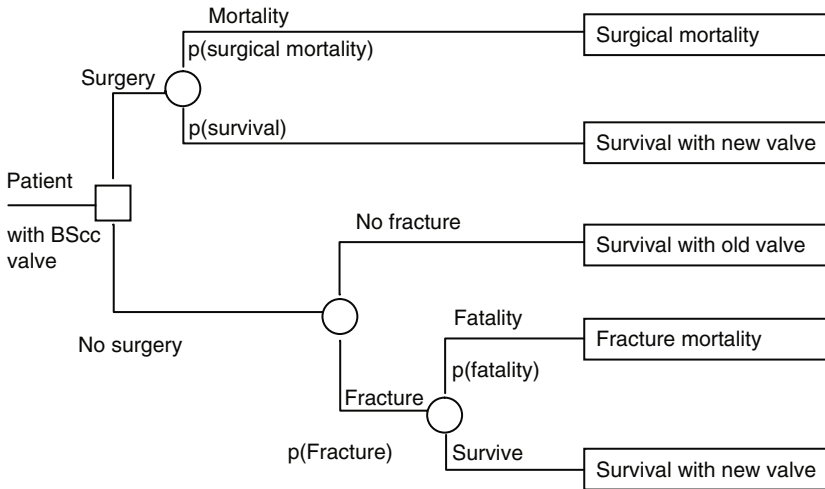 Mortality
Surgical mortality
p(surgical mortality)
Surgery
p(survival)
Survival with new valve
Patient
with BScc
valve
No fracture
Survival with old valve
No surgery
Fatality
Fracture mortality
p(fatality)
Fracture
p(Fracture)
Survive
Survival with new valve